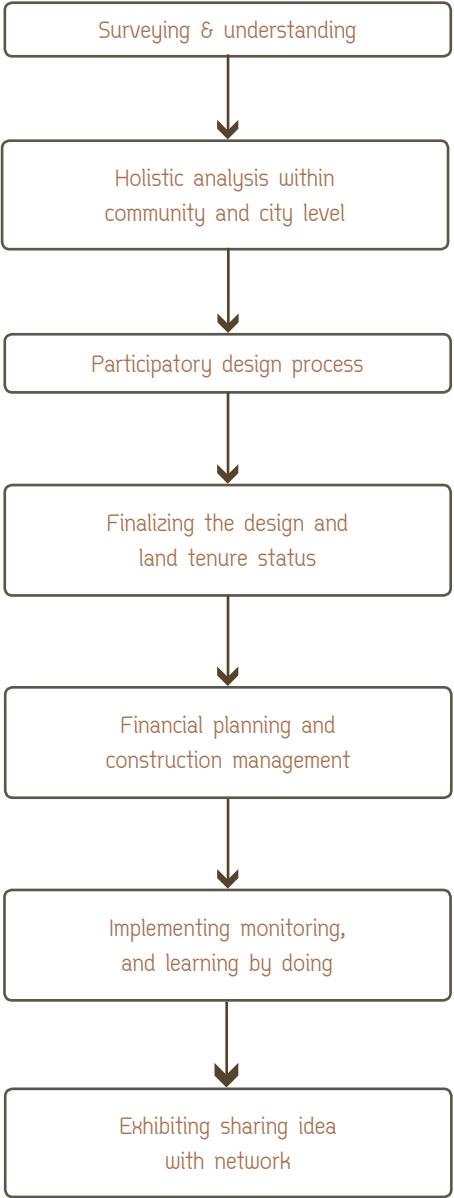 Surveying & understanding
Holistic analysis within
community and city level
Participatory design process
Finalizing the design and
land tenure status
Financial planning and
construction management
Implementing monitoring,
and learning by doing
Exhibiting sharing idea
with network